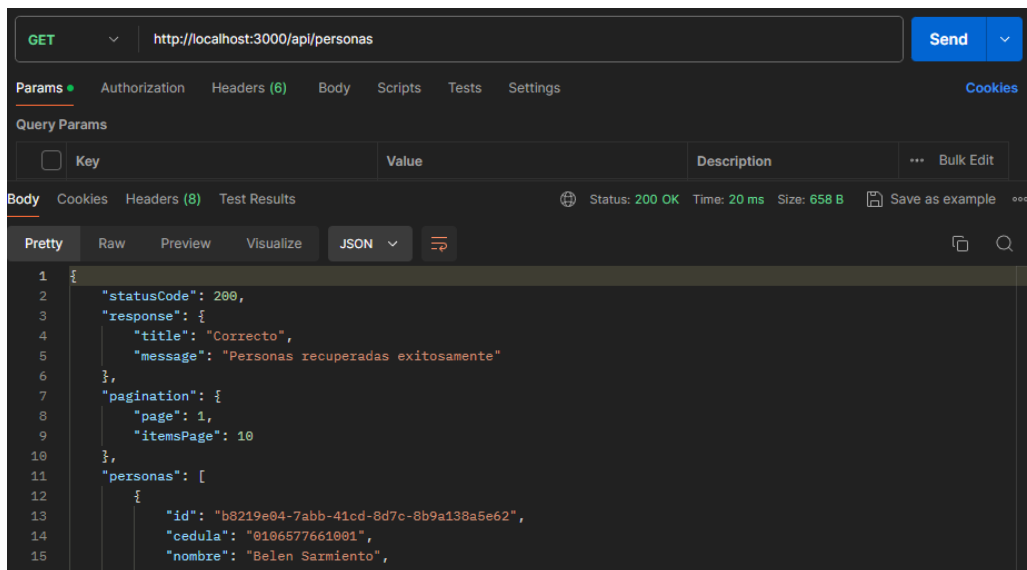 GET http://localhost:3000/api/personas Send
Params Authorization Headers (6) Body Scripts Tests Settings Cookies
Query Params
Key Value Description ••• Bulk Edit
Body Cookies Headers (8) Test Results Status: 200 OK Time: 20 ms Size: 658 B Save as example
Pretty Raw Preview Visualize JSON
1 {
2 "statusCode": 200,
3 "response": {
4 "title": "Correcto",
5 "message": "Personas recuperadas exitosamente"
6 },
7 "pagination": {
8 "page": 1,
9 "itemsPage": 10
10 },
11 "personas": [
12 {
13 "id": "b8219e04-7abb-41cd-8d7c-8b9a138a5e62",
14 "cedula": "0106577661001",
15 "nombre": "Belen Sarmiento",